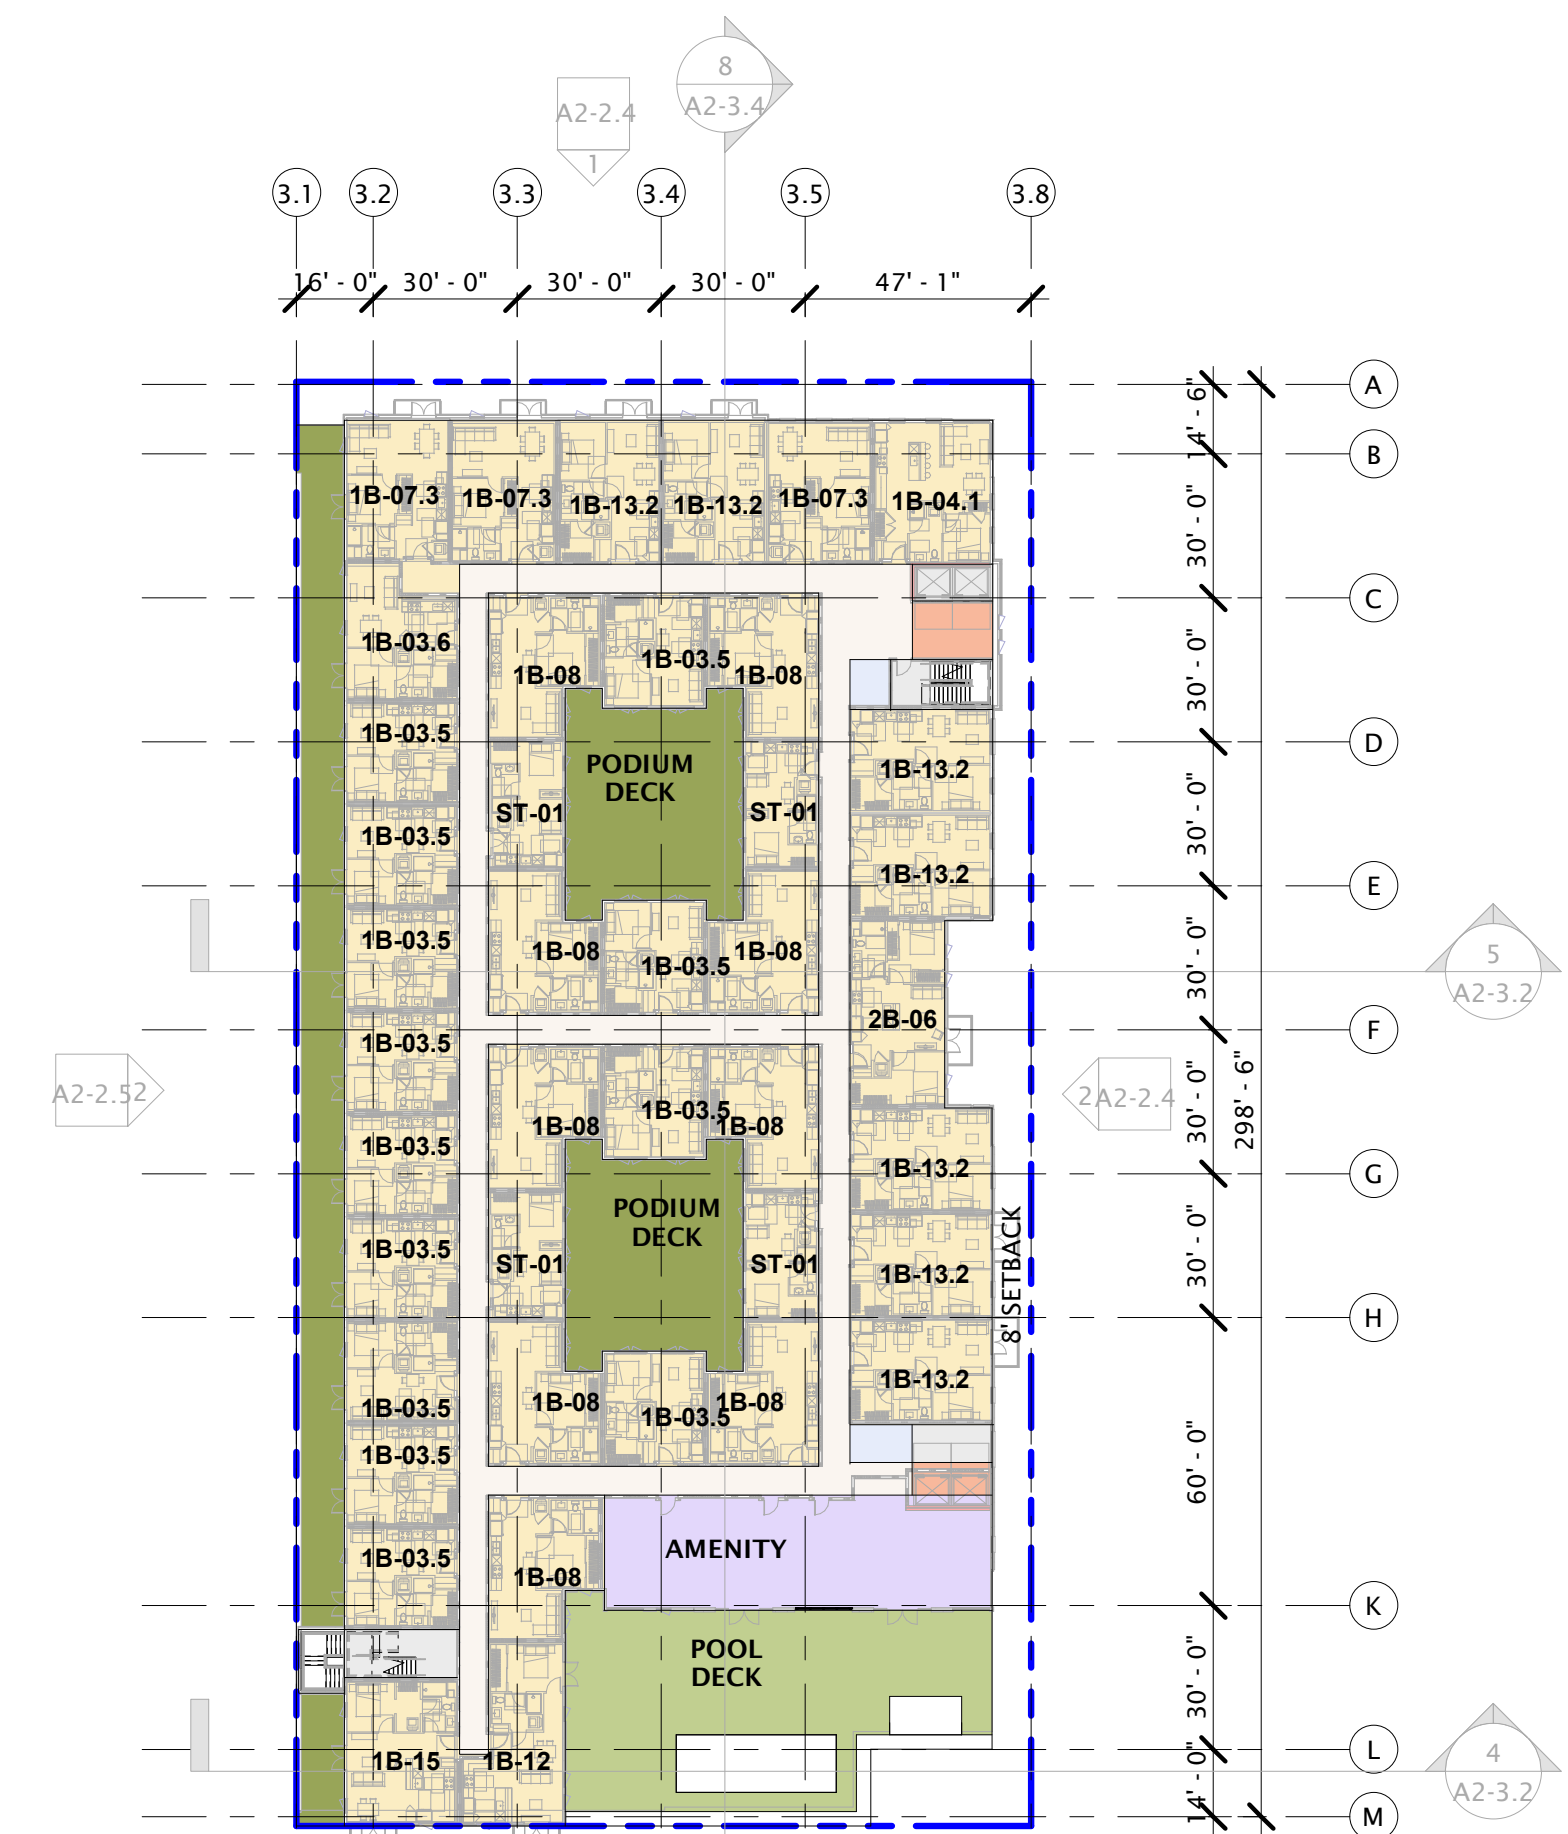 8
A2-3.4
A2-2.4
1
3.1 3.2 3.3 3.4 3.5 3.8
16' - 0" 30' - 0" 30' - 0" 30' - 0" 47' - 1"
A
14' - 6"
B
1B-07.3 1B-07.3 1B-13.2 1B-13.2 1B-07.3 1B-04.1
30' - 0"
C
1B-03.6
1B-08 1B-03.5 1B-08
30' - 0"
1B-03.5
D
PODIUM
DECK
1B-13.2
ST-01 ST-01
30' - 0"
1B-03.5
1B-13.2
E
1B-03.5
1B-08 1B-03.5 1B-08
30' - 0"
5
A2-3.2
2B-06
F
1B-03.5
A2-2.5 2
2 A2-2.4
30' - 0"
298' - 6"
1B-08 1B-03.5 1B-08
1B-03.5
1B-13.2
G
PODIUM
DECK
1B-03.5
ST-01 ST-01
1B-13.2
8' SETBACK
30' - 0"
H
1B-13.2
1B-03.5
1B-08 1B-03.5 1B-08
1B-03.5
60' - 0"
1B-03.5
AMENITY
1B-08
K
POOL
DECK
30' - 0"
L
1B-15 1B-12
4
A2-3.2
14' - 0"
M